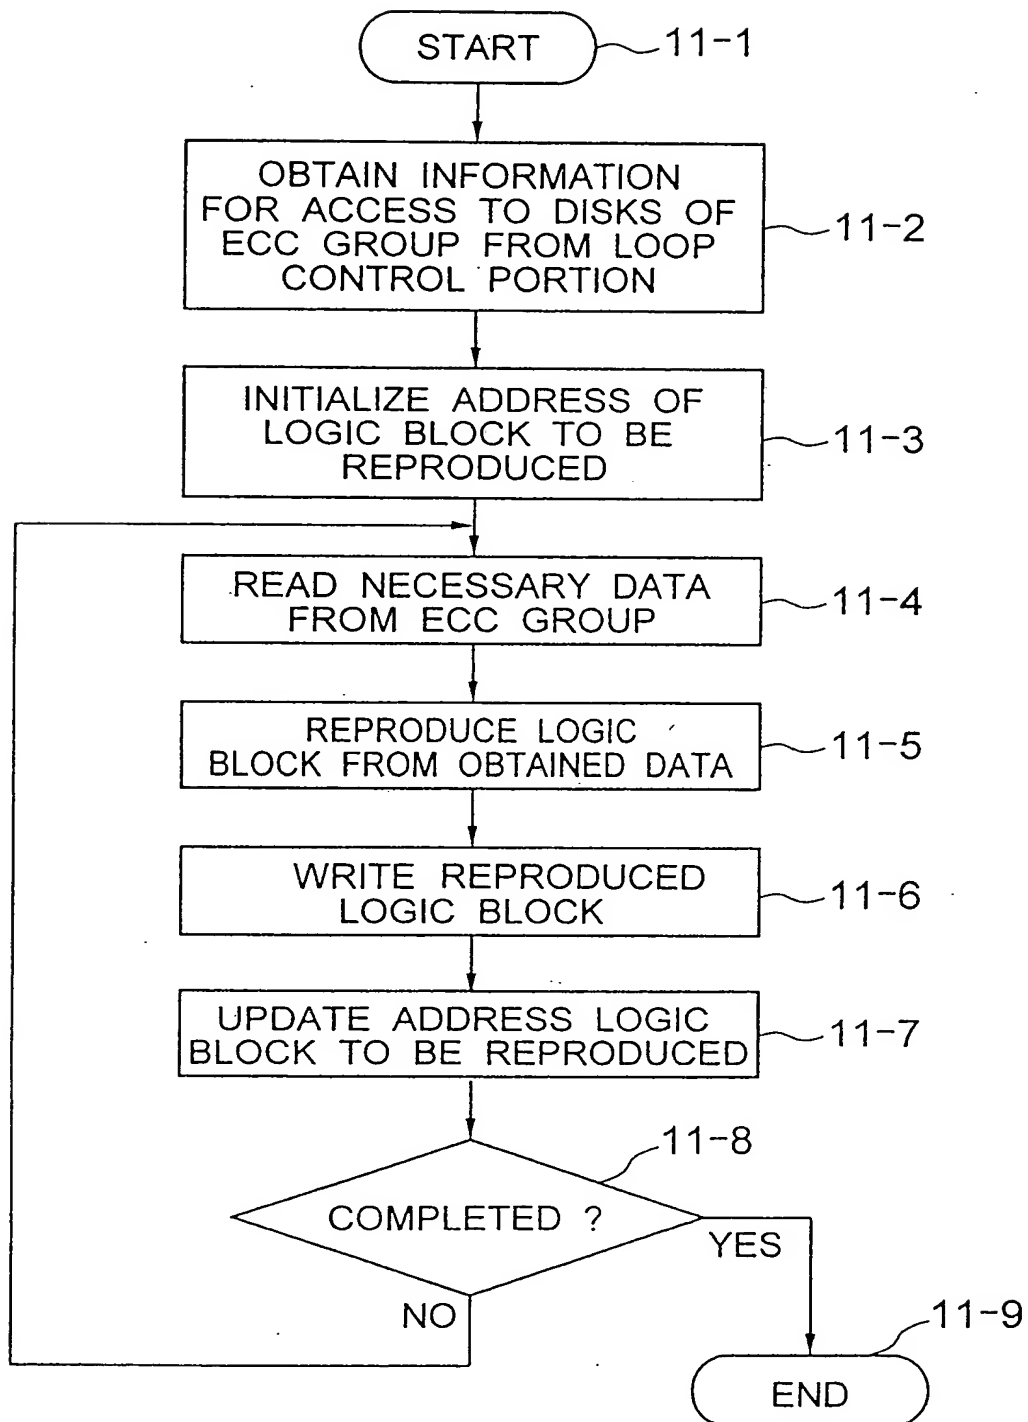 START
11-1
OBTAIN INFORMATION
FOR ACCESS TO DISKS OF
ECC GROUP FROM LOOP
CONTROL PORTION
11-2
INITIALIZE ADDRESS OF
LOGIC BLOCK TO BE
REPRODUCED
11-3
READ NECESSARY DATA
FROM ECC GROUP
11-4
REPRODUCE LOGIC
BLOCK FROM OBTAINED DATA
11-5
WRITE REPRODUCED
LOGIC BLOCK
11-6
UPDATE ADDRESS LOGIC
BLOCK TO BE REPRODUCED
11-7
11-8
COMPLETED ?
YES
NO
11-9
END